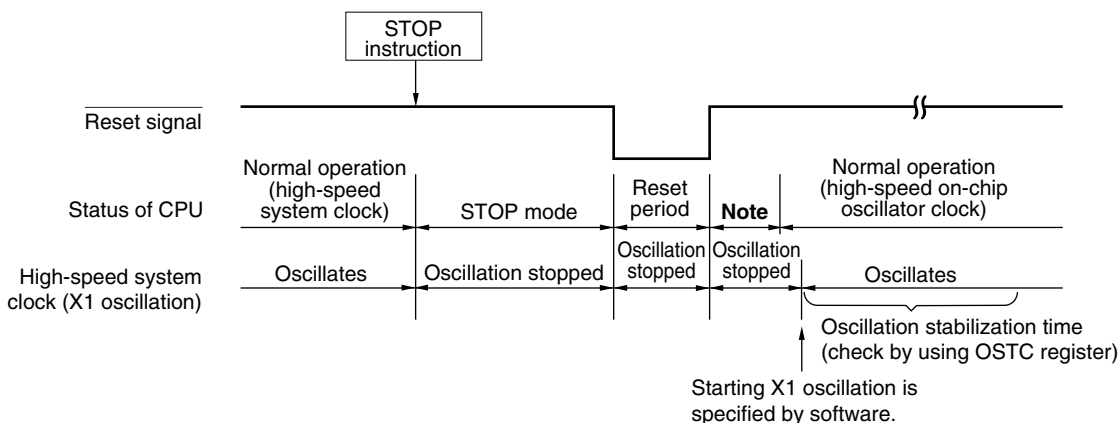 STOP
instruction
Reset signal
Normal operation
(high-speed
system clock)
Reset
period
Normal operation
(high-speed on-chip
oscillator clock)
Status of CPU
STOP mode
Note
High-speed system
clock (X1 oscillation)
Oscillates
Oscillation stopped
Oscillation
stopped
Oscillation
stopped
Oscillates
Oscillation stabilization time
(check by using OSTC register)
Starting X1 oscillation is
specified by software.